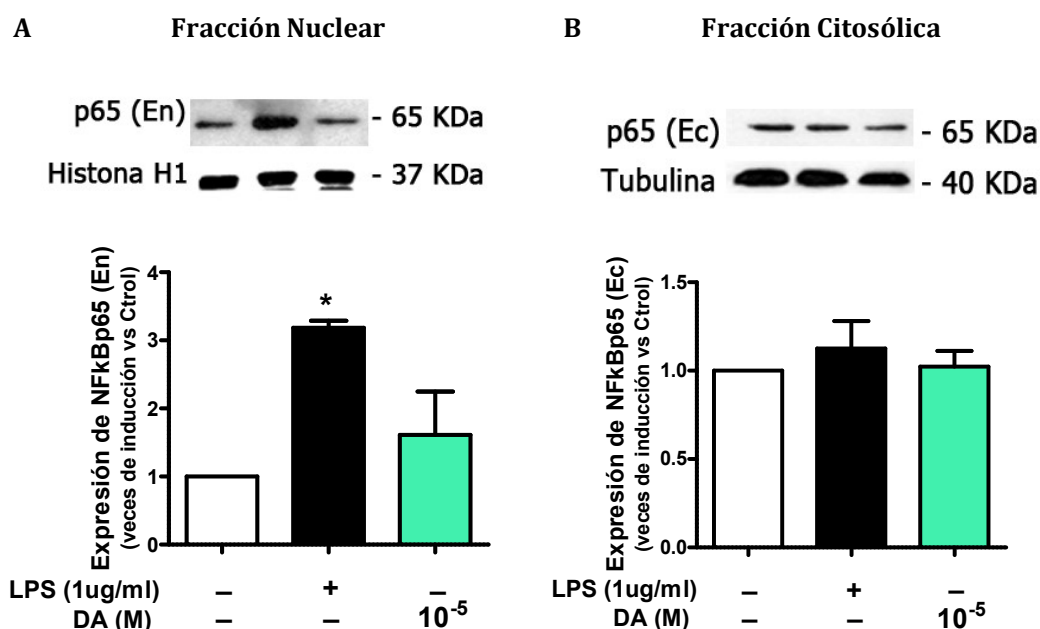 A Fracción Nuclear
p65 (En) - 65 KDa
Histona H1 - 37 KDa
Expresión de NFkBp65 (En)
(veces de inducción vs Ctrol)
4
3
2
1
0
*
LPS (1ug/ml) – + –
DA (M) – – 10⁻⁵
B Fracción Citosólica
p65 (Ec) - 65 KDa
Tubulina - 40 KDa
Expresión de NFkBp65 (Ec)
(veces de inducción vs Ctrol)
1.5
1.0
0.5
0.0
LPS (1ug/ml) – + –
DA (M) – – 10⁻⁵